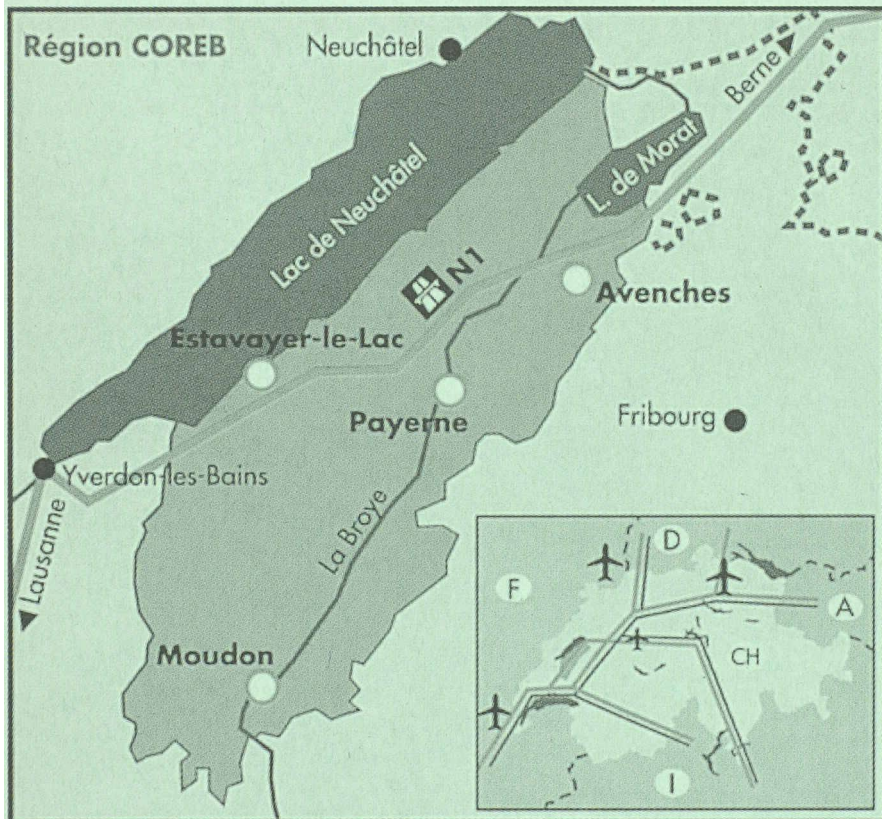 Région COREB
Neuchâtel
Berne
Lac de Neuchâtel
L. de Morat
N1
Avenches
Estavayer-le-Lac
Payerne
Fribourg
Yverdon-les-Bains
Lausanne
La Broye
Moudon
D
F
A
CH
I